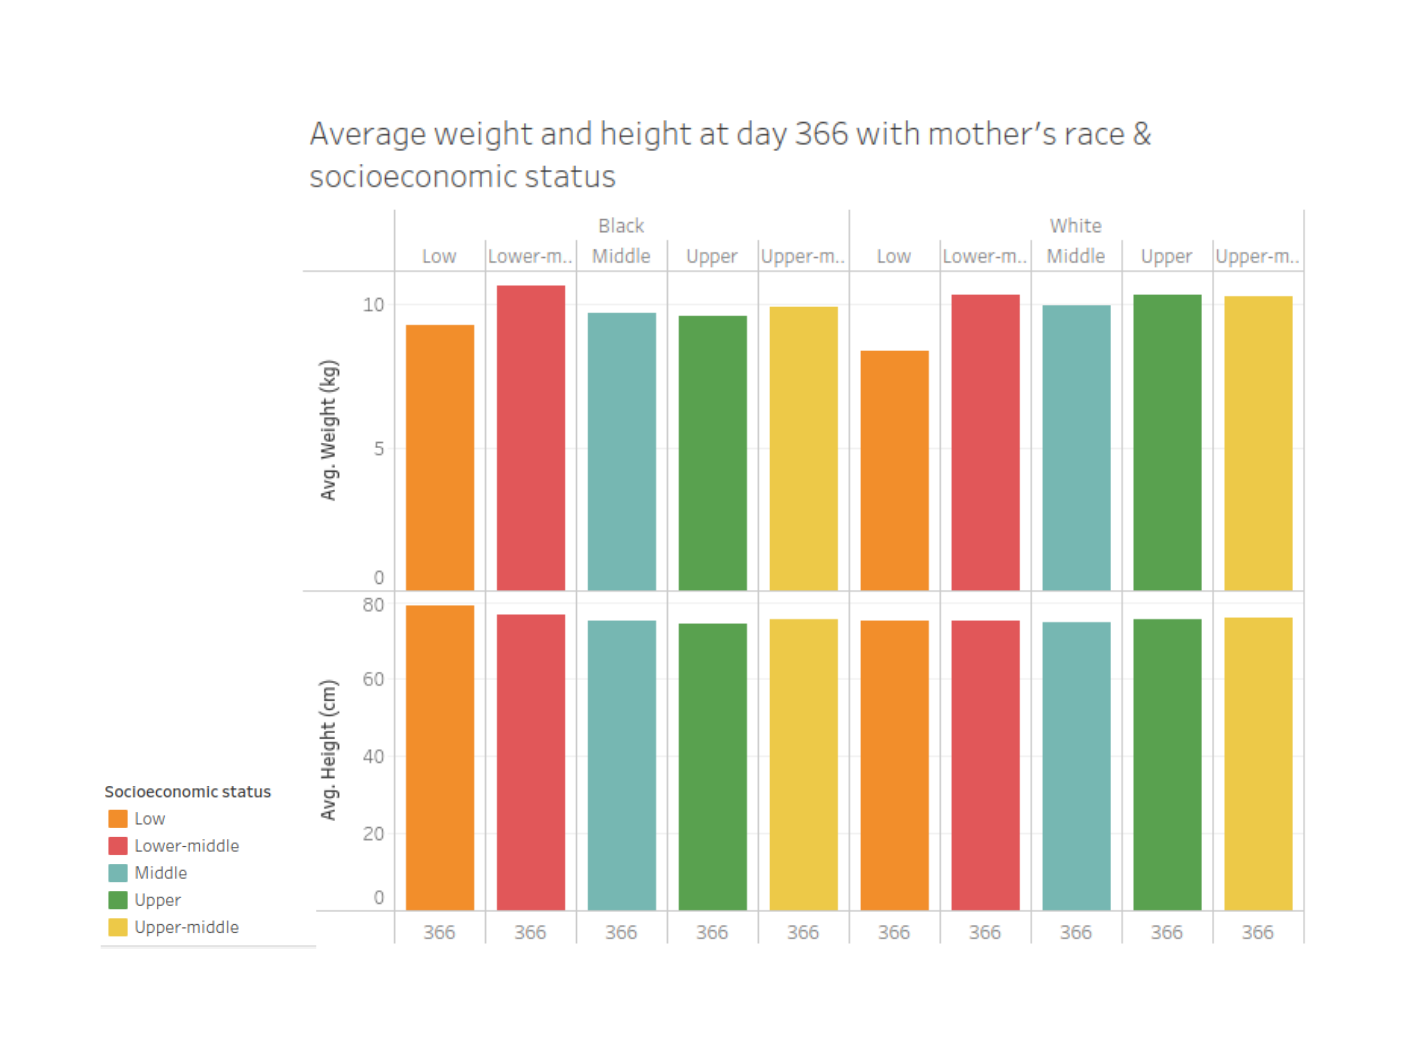 Average weight and height at day 366 with mother's race &
socioeconomic status
Black White
Low Lower-m.. Middle Upper Upper-m.. Low Lower-m.. Middle Upper Upper-m..
10
5
0
Avg. Weight (kg)
80
60
40
20
0
Avg. Height (cm)
366 366 366 366 366 366 366 366 366 366
Socioeconomic status
Low
Lower-middle
Middle
Upper
Upper-middle